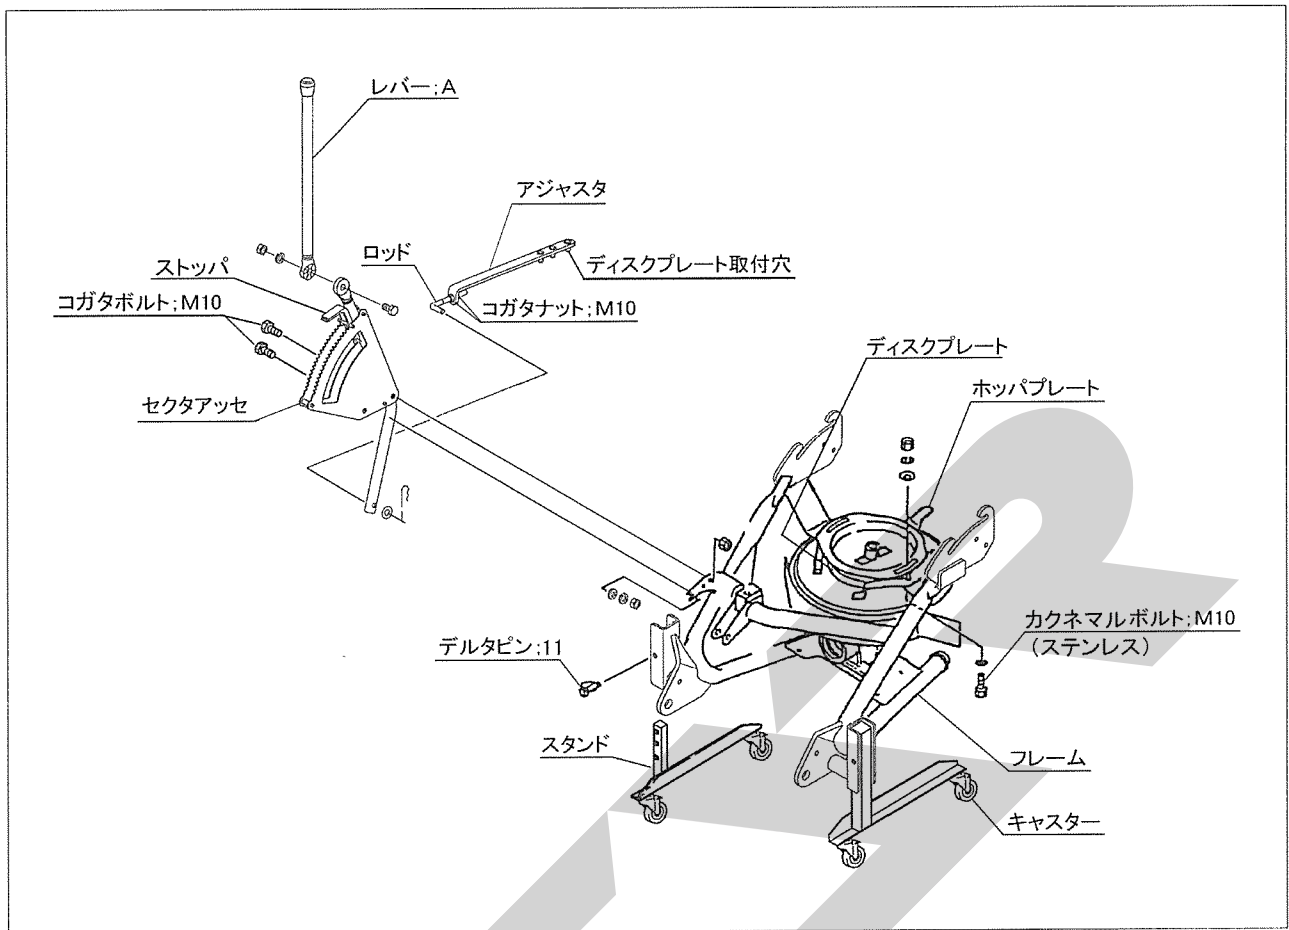 レバー;A
アジャスタ
ロッド
ディスクプレート取付穴
ストッパ
コガタボルト;M10
コガタナット;M10
ディスクプレート
ホッパプレート
セクタアッセ
カクネマルボルト;M10
(ステンレス)
デルタピン;11
スタンド
フレーム
キャスター